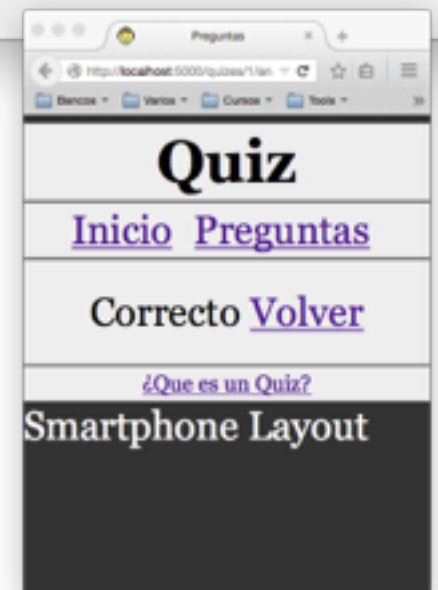 Preguntas
http://localhost:5000/quizes/1/an
Bancos Varios Cursos Tools
Quiz
Inicio Preguntas
Correcto Volver
¿Que es un Quiz?
Smartphone Layout